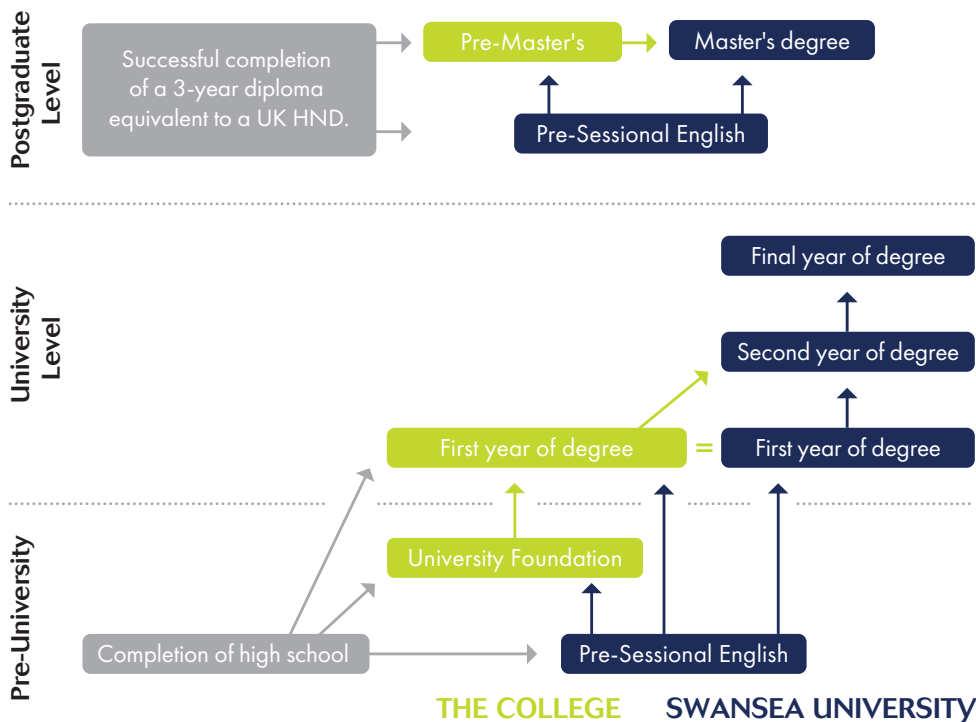 Postgraduate
Level
Successful completion
of a 3-year diploma
equivalent to a UK HND.
Pre-Master's
Master's degree
Pre-Sessional English
University
Level
Final year of degree
Second year of degree
First year of degree
=
First year of degree
Pre-University
University Foundation
Completion of high school
Pre-Sessional English
THE COLLEGE
SWANSEA UNIVERSITY